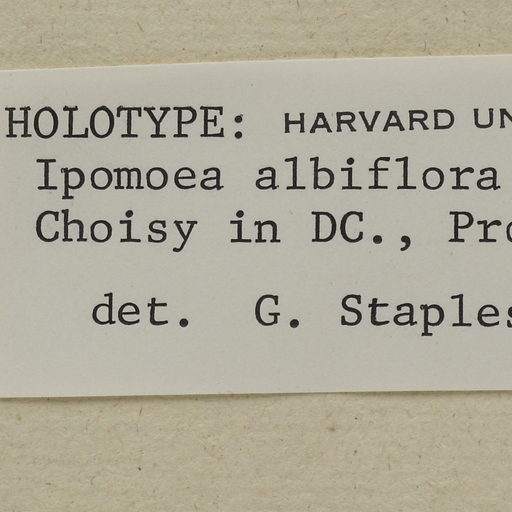 HOLOTYPE: HARVARD UN
Ipomoea albiflora
Choisy in DC., Pro
det. G. Staples